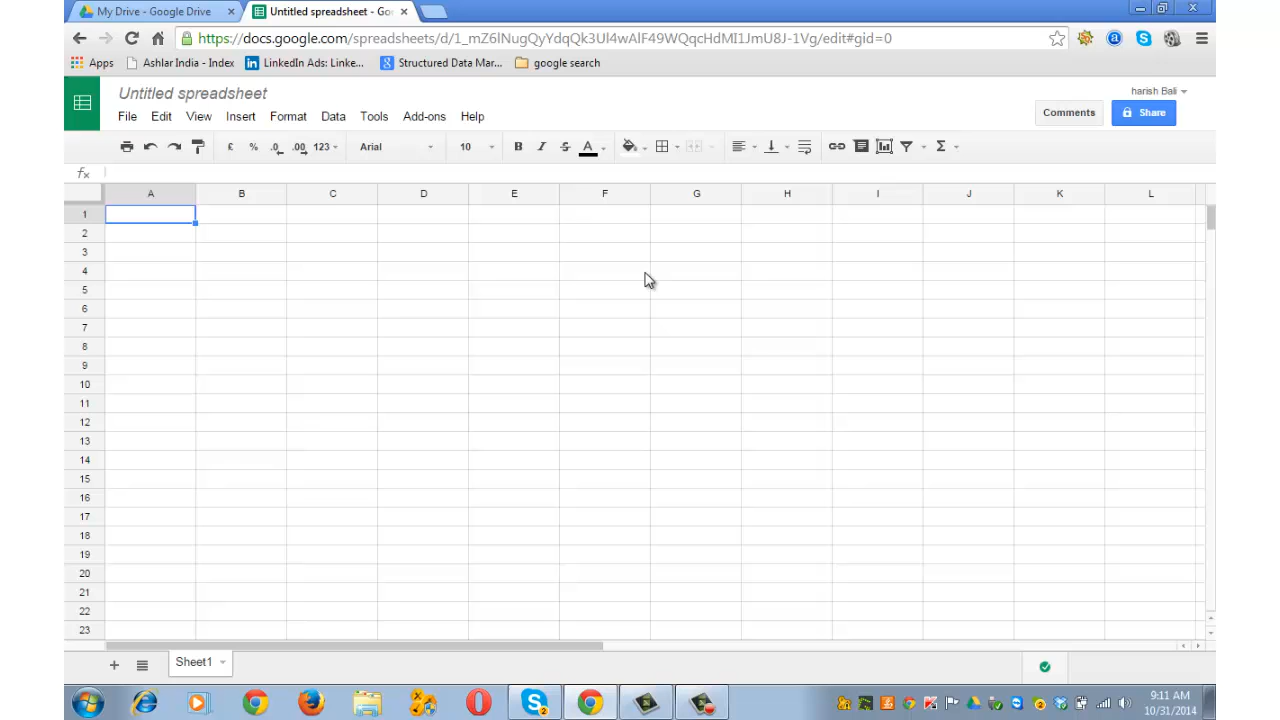 My Drive - Google Drive × Untitled spreadsheet - Go ×
https://docs.google.com/spreadsheets/d/1_mZ6lNugQyYdqQk3Ul4wAlF49WQqcHdMI1JmU8J-1Vg/edit#gid=0
Apps Ashlar India - Index LinkedIn Ads: Linke... Structured Data Mar... google search
Untitled spreadsheet
harish Bali
File Edit View Insert Format Data Tools Add-ons Help
Comments Share
£ % .0 .00 123 Arial 10 B I S A Σ
fx
A B C D E F G H I J K L
1
2
3
4
5
6
7
8
9
10
11
12
13
14
15
16
17
18
19
20
21
22
23
+ Sheet1
9:11 AM
10/31/2014